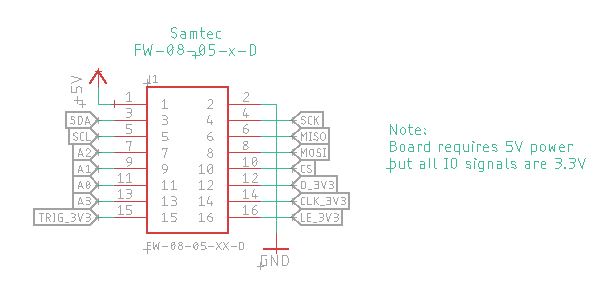 Samtec
FW-08-05-x-D
+5V
J1
1 1 2 2
SDA 3 3 4 4 SCK
SCL 5 5 6 6 MISO
A2 7 7 8 8 MOSI
A1 9 9 10 10 CS
A0 11 11 12 12 D_3V3
A3 13 13 14 14 CLK_3V3
TRIG_3V3 15 15 16 16 LE_3V3
FW-08-05-XX-D
GND
Note:
Board requires 5V power
but all IO signals are 3.3V